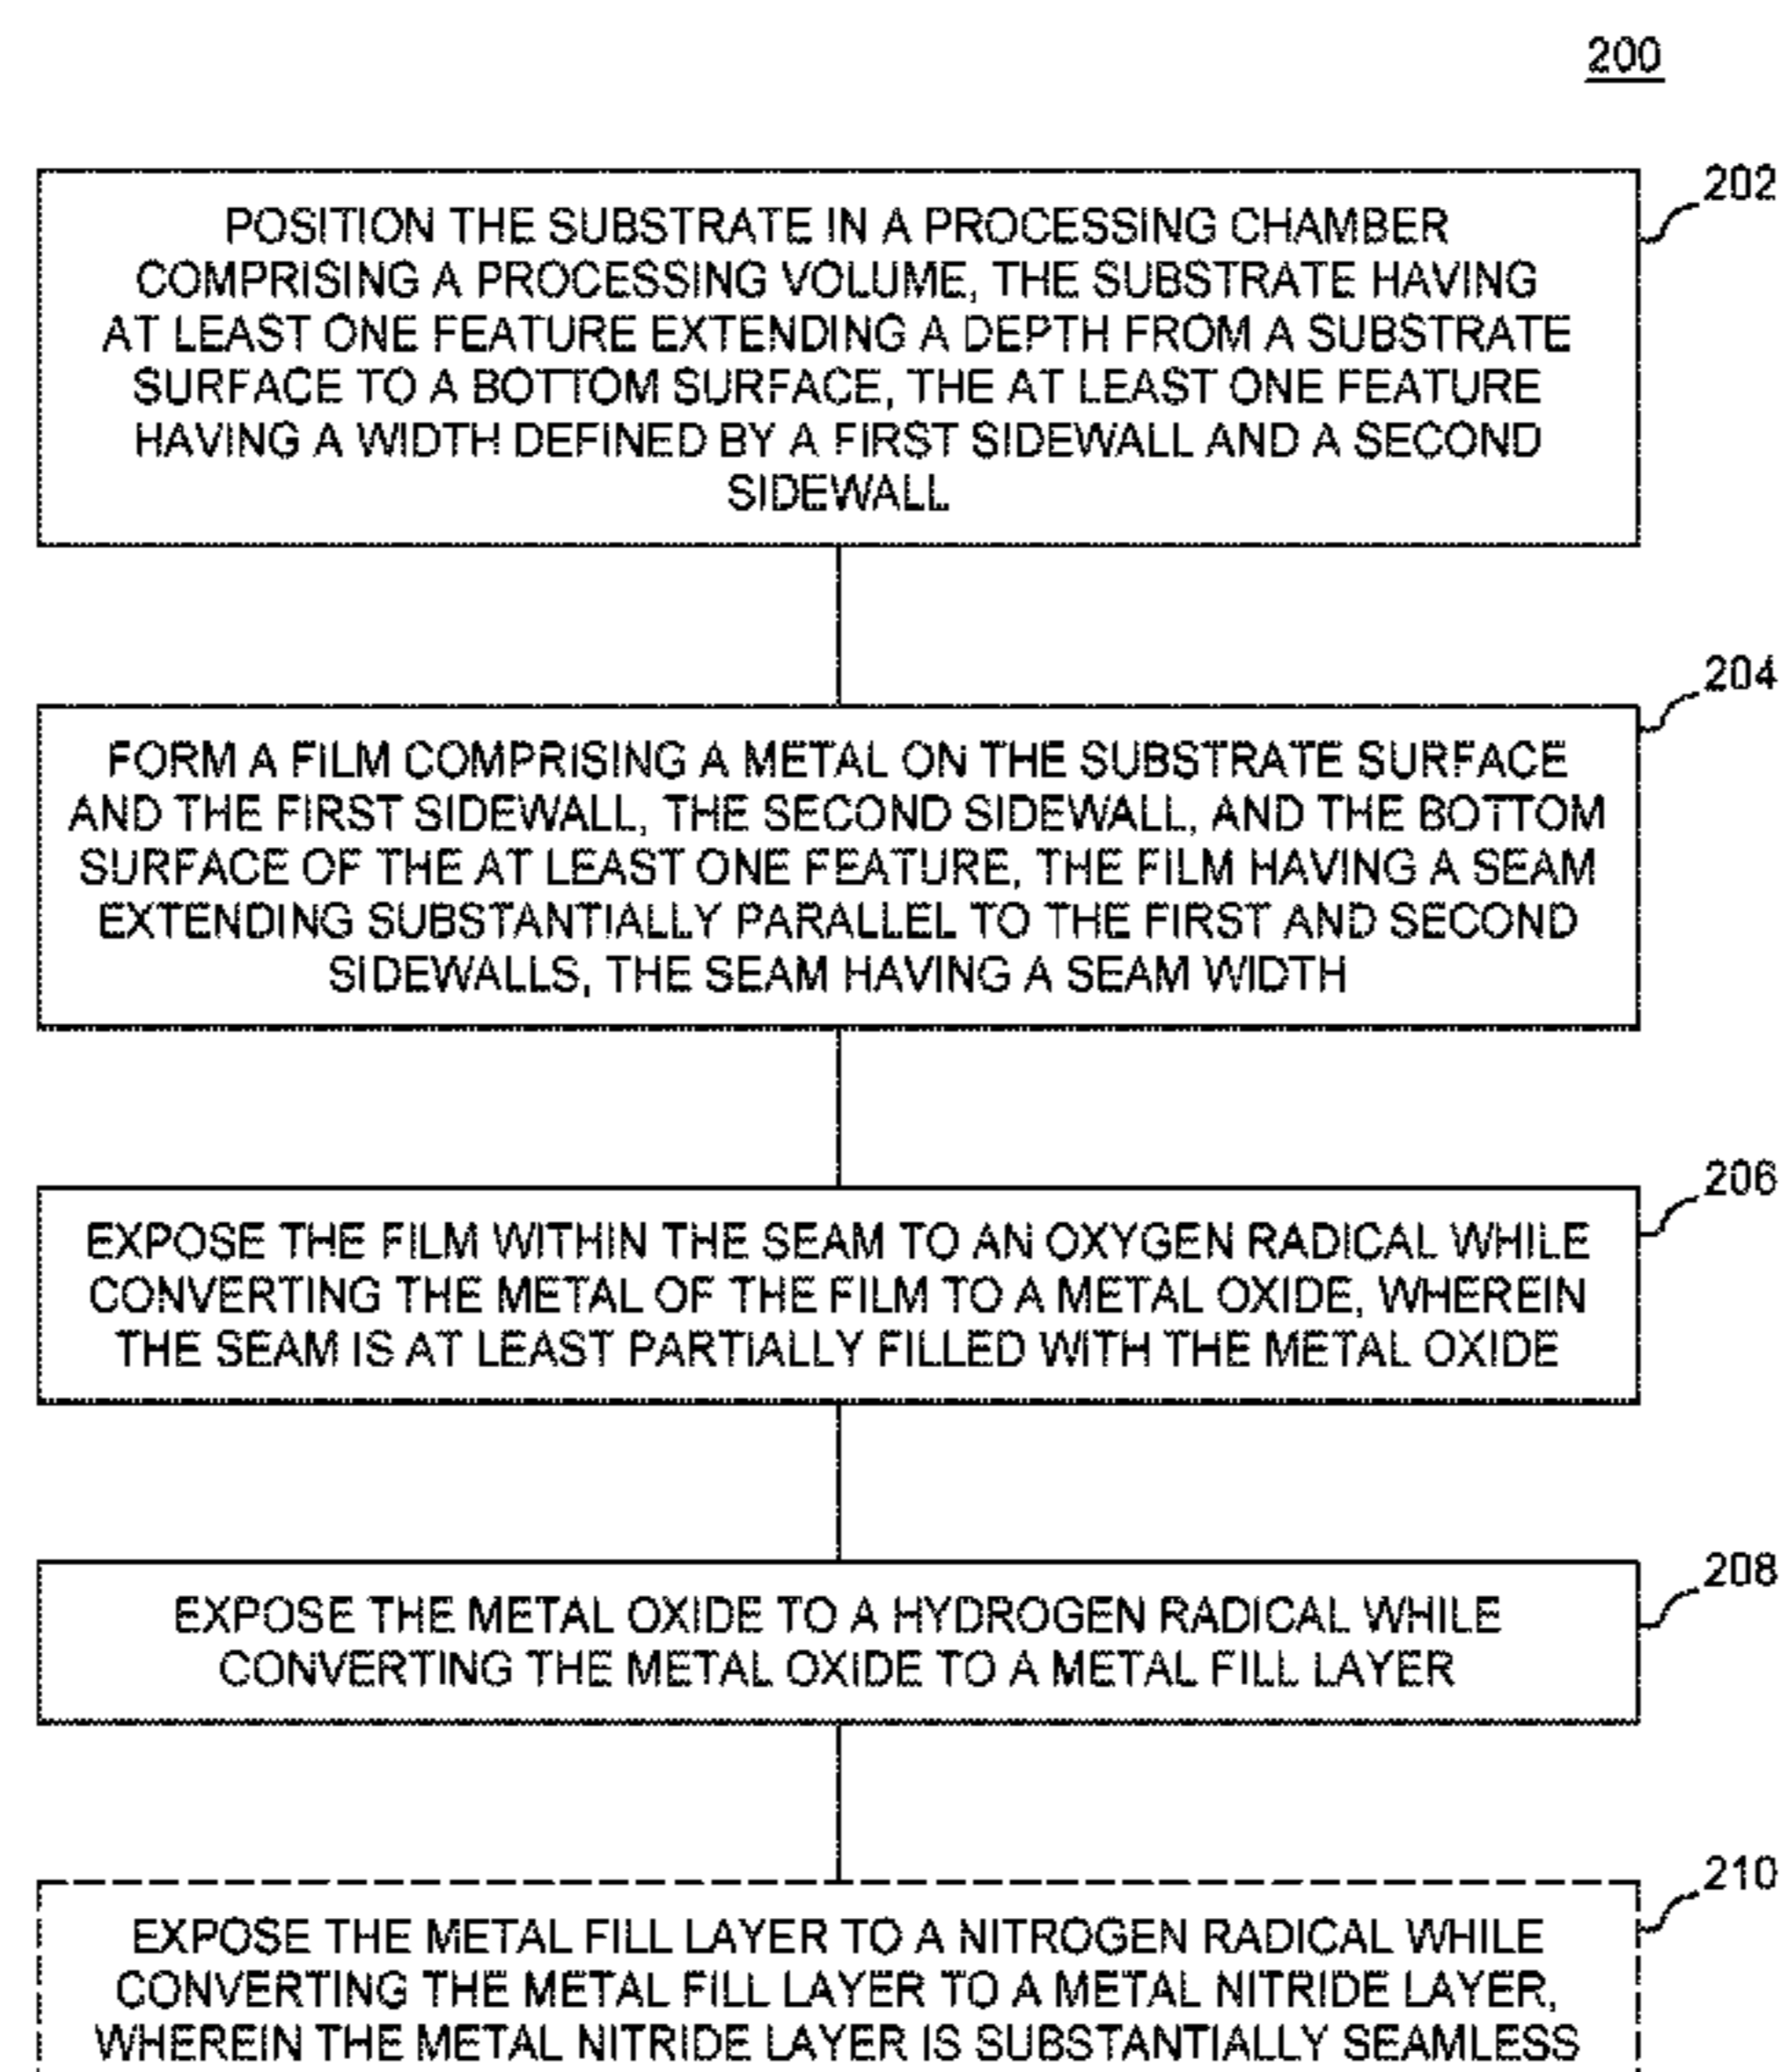 200
202
POSITION THE SUBSTRATE IN A PROCESSING CHAMBER
COMPRISING A PROCESSING VOLUME, THE SUBSTRATE HAVING
AT LEAST ONE FEATURE EXTENDING A DEPTH FROM A SUBSTRATE
SURFACE TO A BOTTOM SURFACE, THE AT LEAST ONE FEATURE
HAVING A WIDTH DEFINED BY A FIRST SIDEWALL AND A SECOND
SIDEWALL
204
FORM A FILM COMPRISING A METAL ON THE SUBSTRATE SURFACE
AND THE FIRST SIDEWALL, THE SECOND SIDEWALL, AND THE BOTTOM
SURFACE OF THE AT LEAST ONE FEATURE, THE FILM HAVING A SEAM
EXTENDING SUBSTANTIALLY PARALLEL TO THE FIRST AND SECOND
SIDEWALLS, THE SEAM HAVING A SEAM WIDTH
206
EXPOSE THE FILM WITHIN THE SEAM TO AN OXYGEN RADICAL WHILE
CONVERTING THE METAL OF THE FILM TO A METAL OXIDE, WHEREIN
THE SEAM IS AT LEAST PARTIALLY FILLED WITH THE METAL OXIDE
208
EXPOSE THE METAL OXIDE TO A HYDROGEN RADICAL WHILE
CONVERTING THE METAL OXIDE TO A METAL FILL LAYER
210
EXPOSE THE METAL FILL LAYER TO A NITROGEN RADICAL WHILE
CONVERTING THE METAL FILL LAYER TO A METAL NITRIDE LAYER,
WHEREIN THE METAL NITRIDE LAYER IS SUBSTANTIALLY SEAMLESS